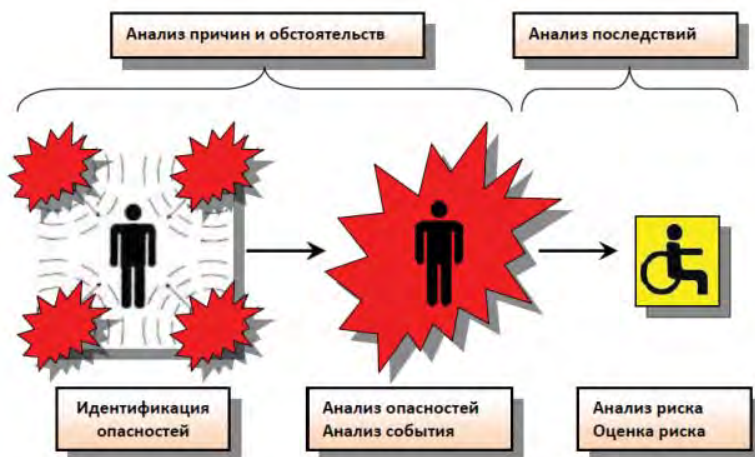 Анализ причин и обстоятельств
Анализ последствий
Идентификация
опасностей
Анализ опасностей
Анализ события
Анализ риска
Оценка риска